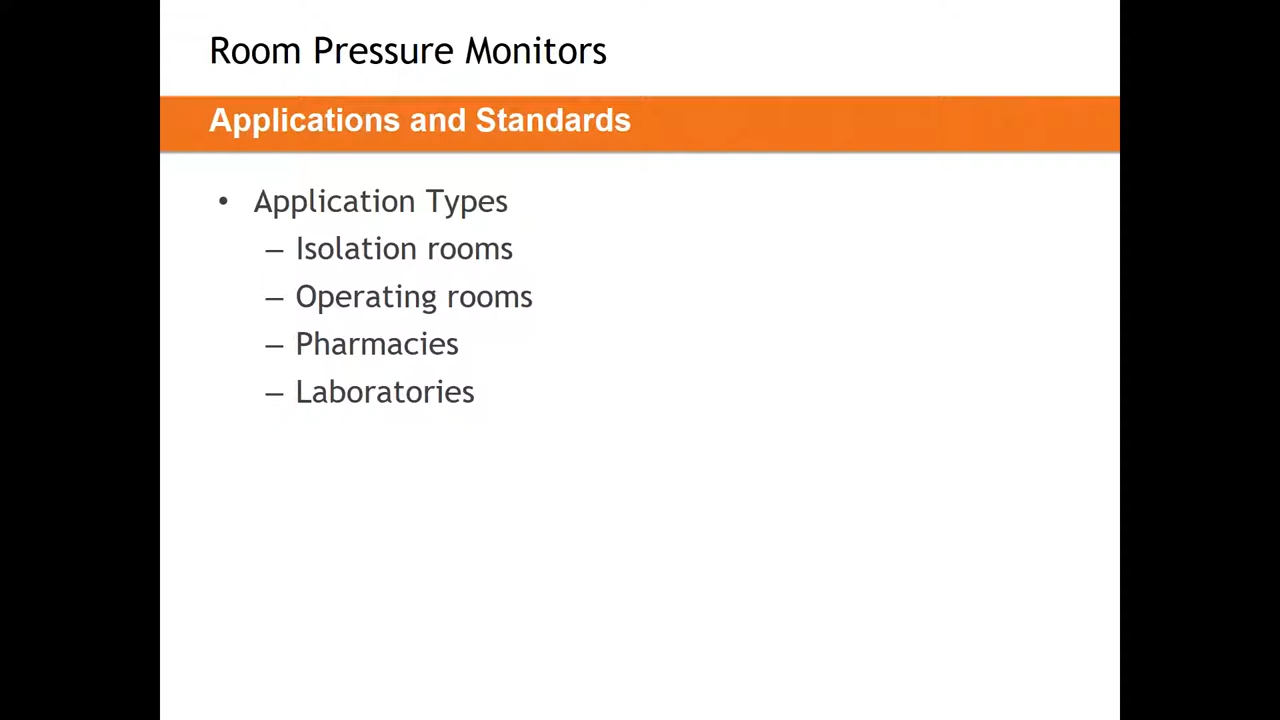 Room Pressure Monitors
Applications and Standards
• Application Types
– Isolation rooms
– Operating rooms
– Pharmacies
– Laboratories